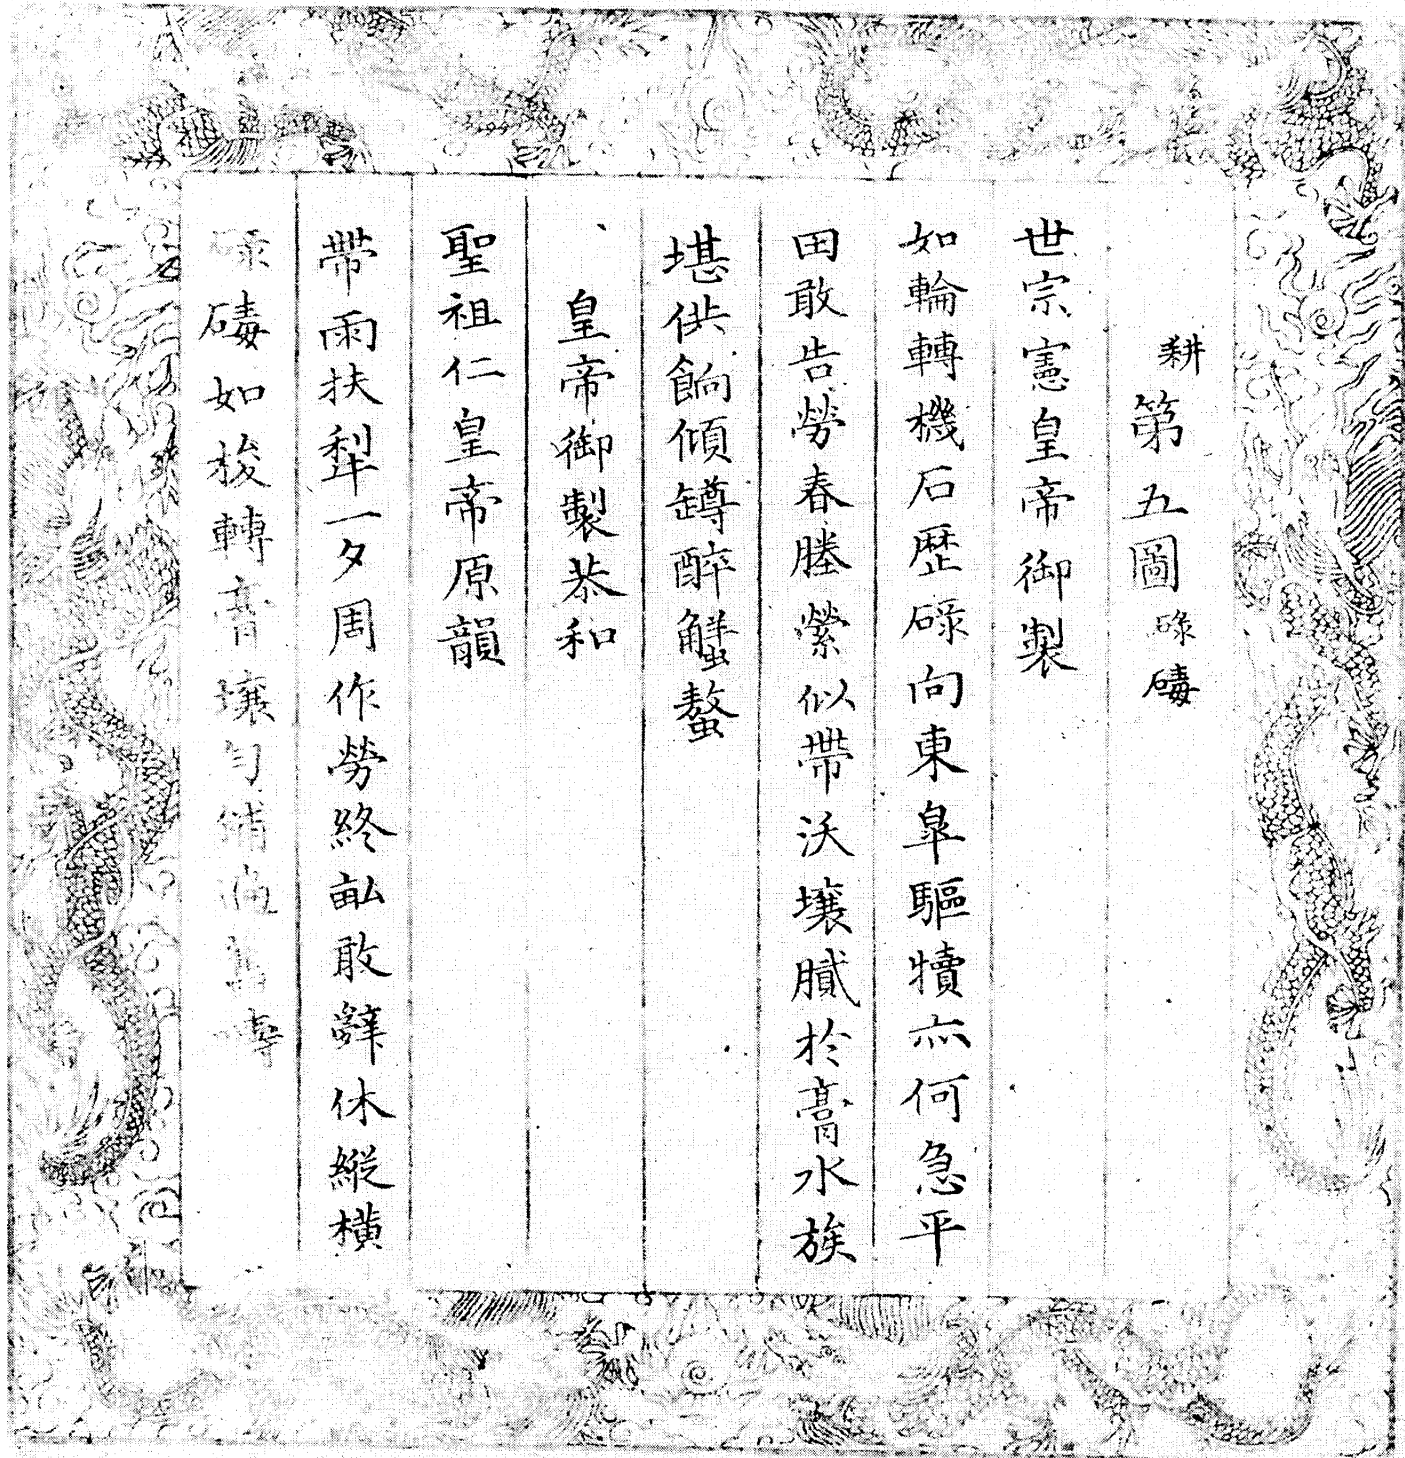 耕第五圖碌碡
世宗憲皇帝御製
如輪轉機石歷碌向東皐驅犢亦何急平
田敢告勞春塍縈似帶沃壤膩於膏水族
堪供餉傾罇醉蟹螯
皇帝御製恭和
聖祖仁皇帝原韻
帶雨扶犁一夕周作勞終畝敢辭休縱橫
碌碡如梭轉膏壤勻鋪